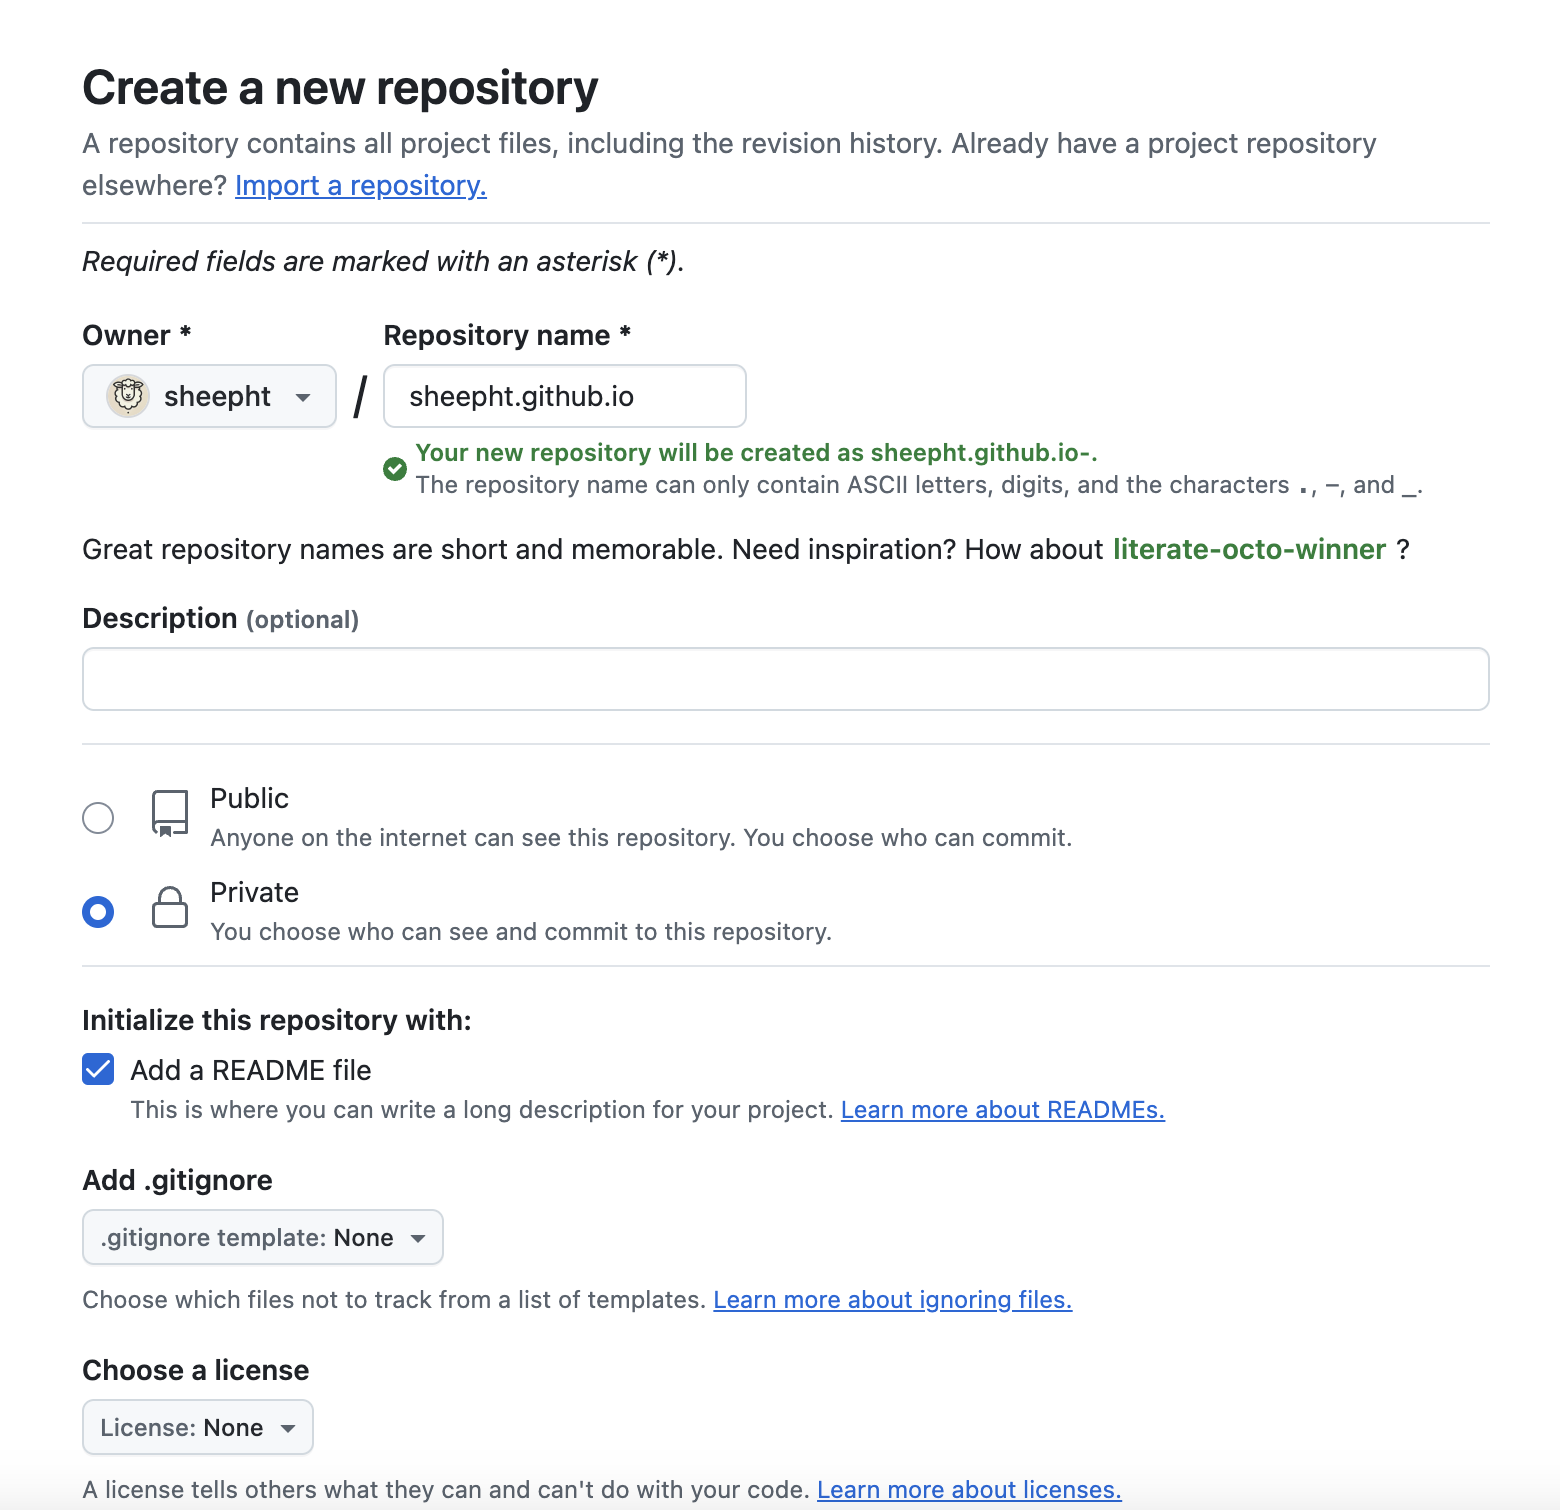 Create a new repository
A repository contains all project files, including the revision history. Already have a project repository
elsewhere? Import a repository.
Required fields are marked with an asterisk (*).
Owner * Repository name *
sheepht / sheepht.github.io
Your new repository will be created as sheepht.github.io-.
The repository name can only contain ASCII letters, digits, and the characters ., -, and _.
Great repository names are short and memorable. Need inspiration? How about literate-octo-winner ?
Description (optional)
Public
Anyone on the internet can see this repository. You choose who can commit.
Private
You choose who can see and commit to this repository.
Initialize this repository with:
Add a README file
This is where you can write a long description for your project. Learn more about READMEs.
Add .gitignore
.gitignore template: None
Choose which files not to track from a list of templates. Learn more about ignoring files.
Choose a license
License: None
A license tells others what they can and can't do with your code. Learn more about licenses.